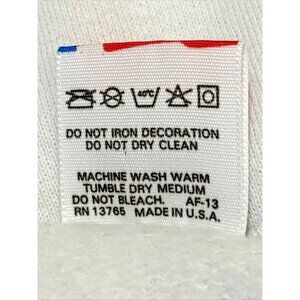 40°C
DO NOT IRON DECORATION
DO NOT DRY CLEAN
MACHINE WASH WARM
TUMBLE DRY MEDIUM
DO NOT BLEACH. AF-13
RN 13765 MADE IN U.S.A.